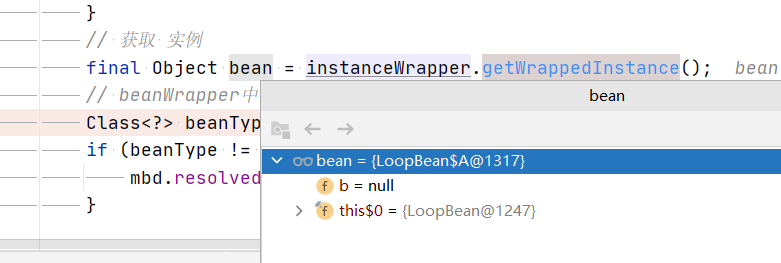 }
// 获取 实例
final Object bean = instanceWrapper.getWrappedInstance(); bean
// beanWrapper中
bean
Class<?> beanTyp
if (beanType !=
bean = {LoopBean$A@1317}
mbd.resolved
b = null
}
this$0 = {LoopBean@1247}